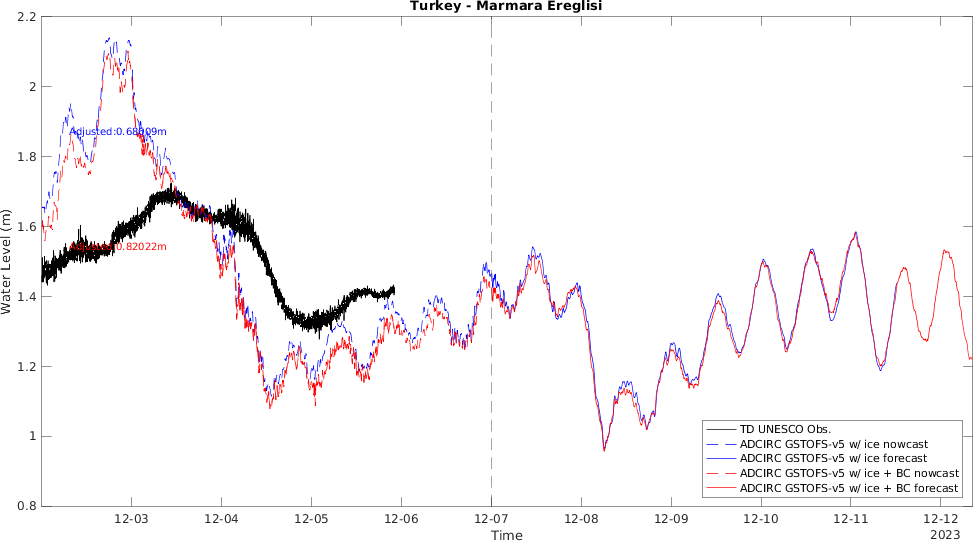 Turkey - Marmara Ereglisi
2.2
2
1.8
1.6
1.4
1.2
1
0.8
Water Level (m)
Adjusted:0.68909m
0.82022m
12-03
12-04
12-05
12-06
12-07
12-08
12-09
12-10
12-11
12-12
2023
Time
TD UNESCO Obs.
ADCIRC GSTOFS-v5 w/ ice nowcast
ADCIRC GSTOFS-v5 w/ ice forecast
ADCIRC GSTOFS-v5 w/ ice + BC nowcast
ADCIRC GSTOFS-v5 w/ ice + BC forecast